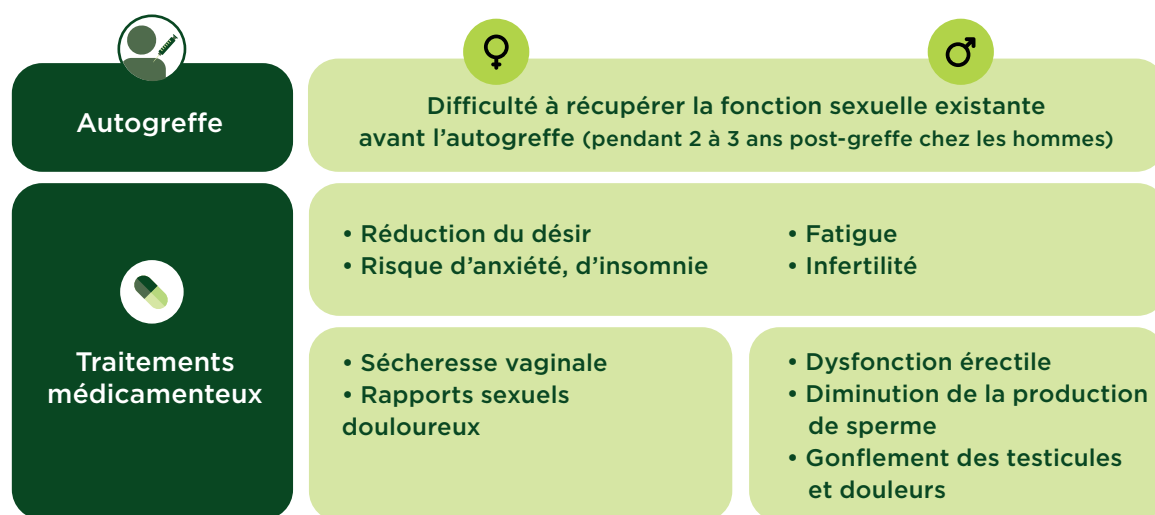 Autogreffe
Difficulté à récupérer la fonction sexuelle existante
avant l'autogreffe (pendant 2 à 3 ans post-greffe chez les hommes)
Traitements
médicamenteux
• Réduction du désir
• Risque d'anxiété, d'insomnie
• Fatigue
• Infertilité
• Sécheresse vaginale
• Rapports sexuels
douloureux
• Dysfonction érectile
• Diminution de la production
de sperme
• Gonflement des testicules
et douleurs